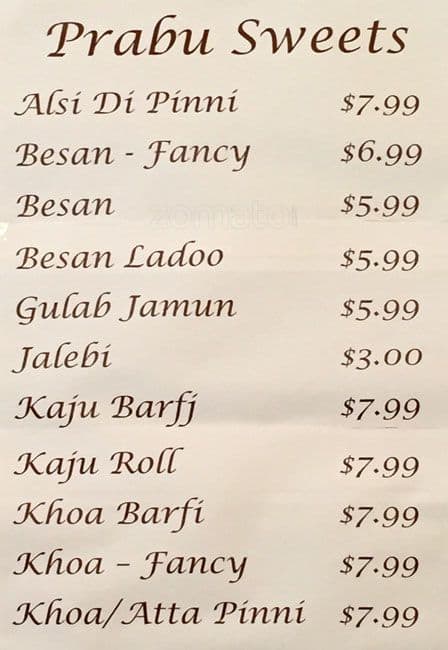 Prabu Sweets
Alsi Di Pinni $7.99
Besan - Fancy $6.99
Besan $5.99
zomato
Besan Ladoo $5.99
Gulab Jamun $5.99
Jalebi $3.00
Kaju Barfj $7.99
Kaju Roll $7.99
Khoa Barfi $7.99
Khoa - Fancy $7.99
Khoa/Atta Pinni $7.99